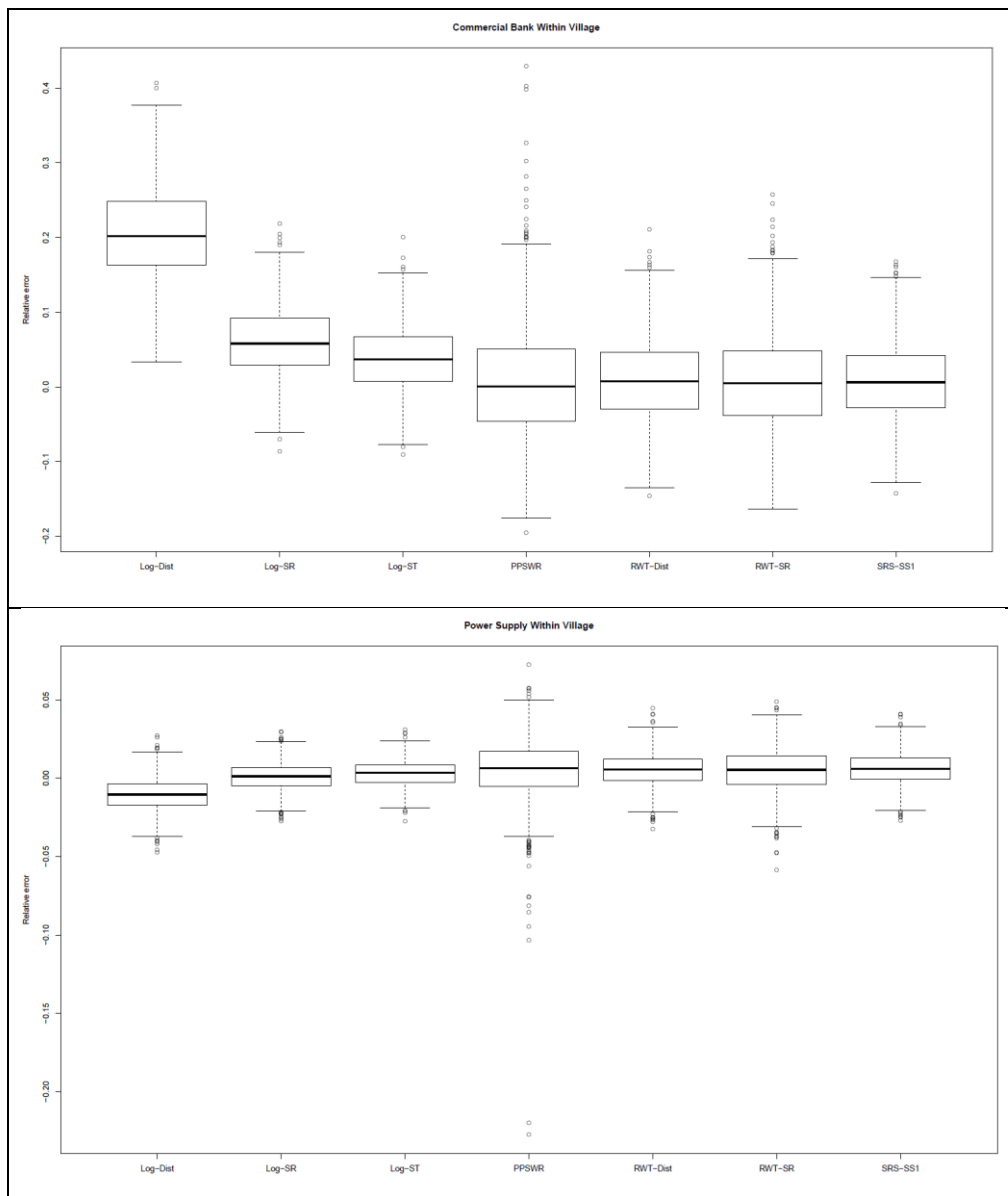 Commercial Bank Within Village
Relative error
0.4
0.3
0.2
0.1
0.0
−0.1
−0.2
Log−Dist Log−SR Log−ST PPSWR RWT−Dist RWT−SR SRS−SS1
Power Supply Within Village
Relative error
0.05
0.00
−0.05
−0.10
−0.15
−0.20
Log−Dist Log−SR Log−ST PPSWR RWT−Dist RWT−SR SRS−SS1